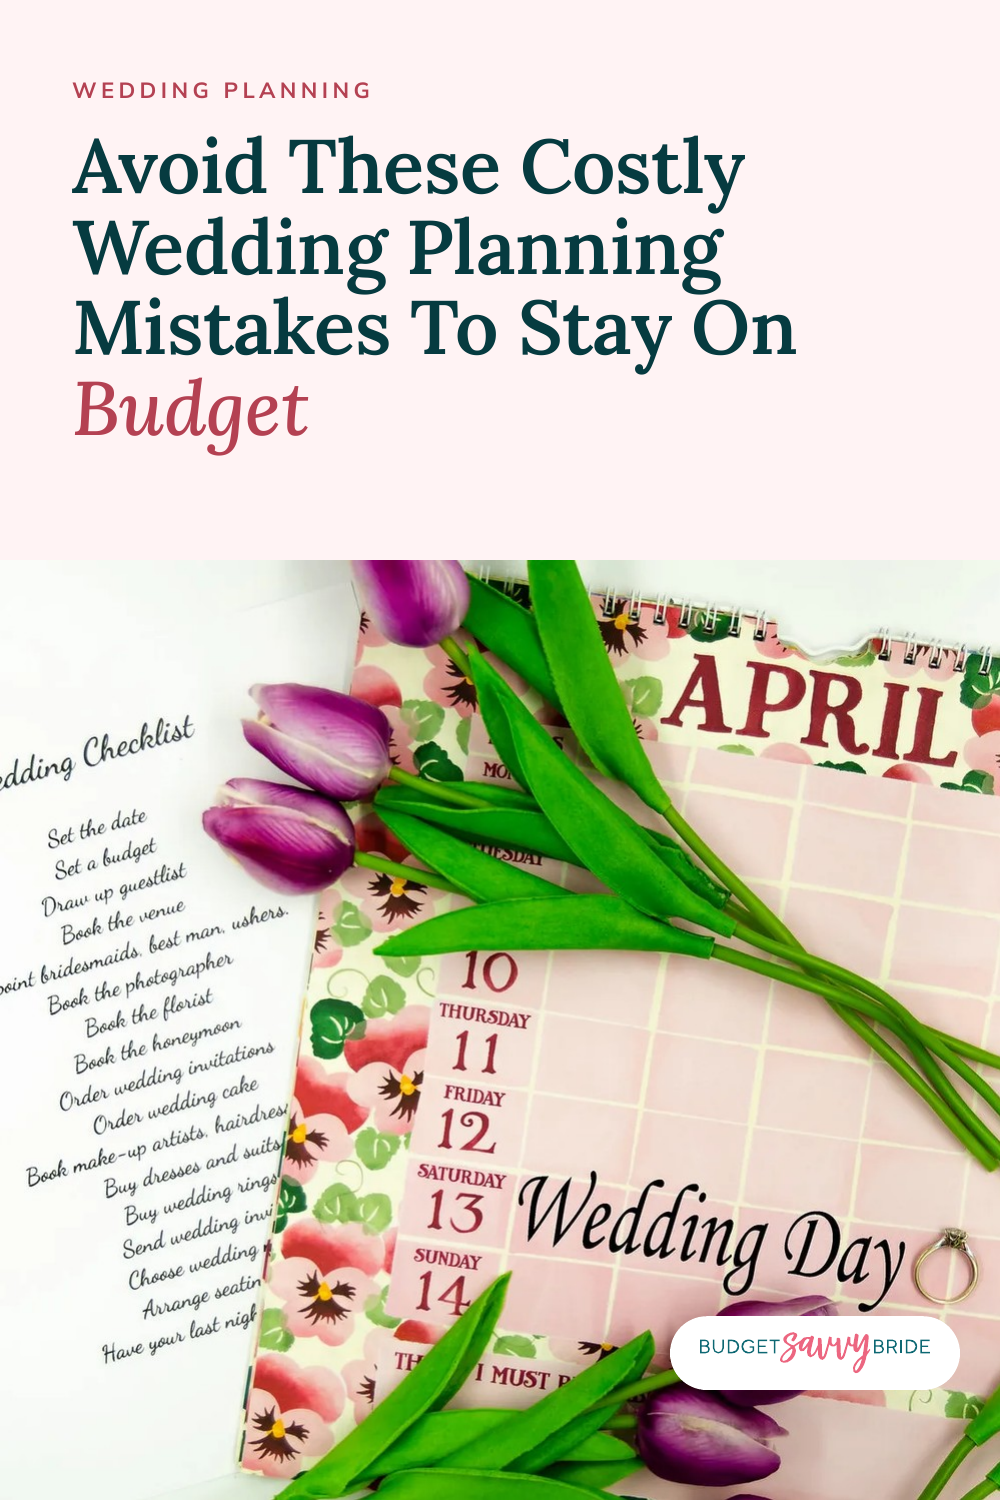 WEDDING PLANNING
Avoid These Costly
Wedding Planning
Mistakes To Stay On
Budget
Checklist
Set the date
Set a budget
Draw up guestlist
Book the venue
bridesmaids, best man, ushers.
Book the photographer
Book the florist
Book the honeymoon
Order wedding invitations
Order wedding cake
Book make-up artists,
Buy dresses and suits
Buy wedding rings
Send wedding
Choose wedding
Arrange
Have your last
APRIL
10
THURSDAY
11
FRIDAY
12
SATURDAY
13
Wedding Day
SUNDAY
14
I MUST
BUDGET savvy BRIDE